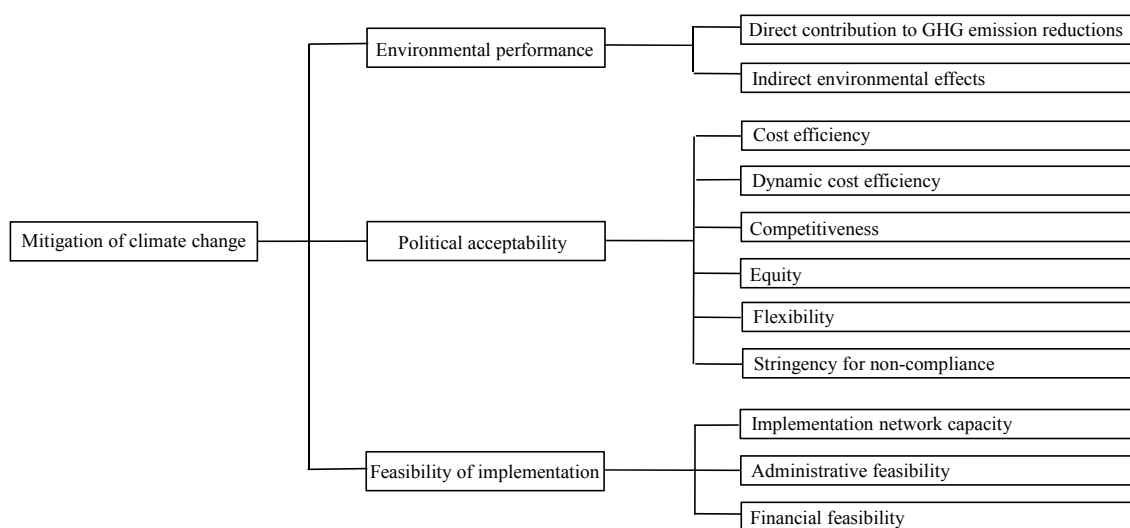 Mitigation of climate change
Environmental performance
Direct contribution to GHG emission reductions
Indirect environmental effects
Political acceptability
Cost efficiency
Dynamic cost efficiency
Competitiveness
Equity
Flexibility
Stringency for non-compliance
Feasibility of implementation
Implementation network capacity
Administrative feasibility
Financial feasibility